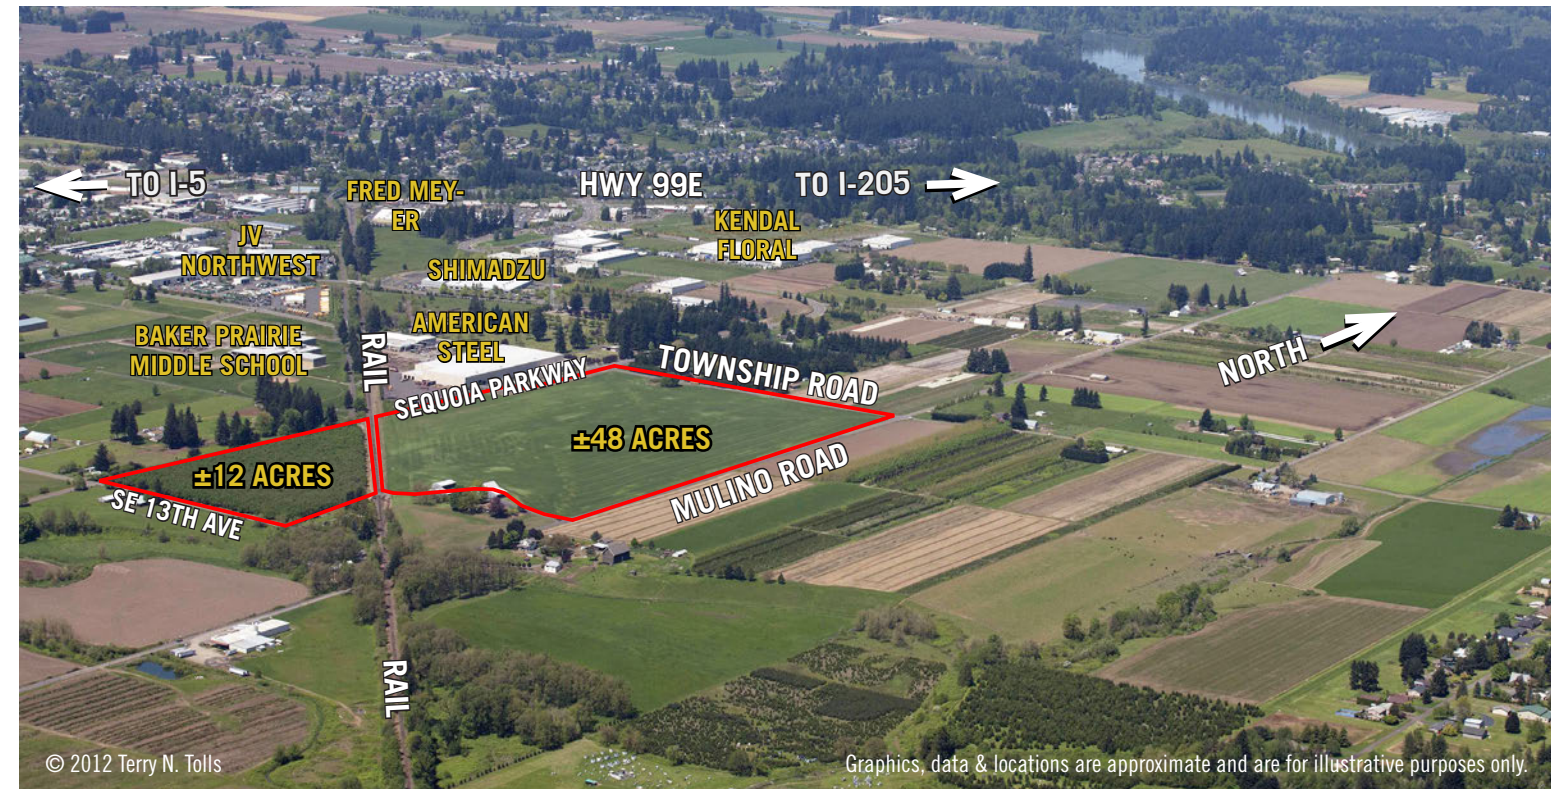 TO I-5
FRED MEY-
ER
HWY 99E
TO I-205
KENDAL
FLORAL
JV
NORTHWEST
SHIMADZU
AMERICAN
STEEL
BAKER PRAIRIE
MIDDLE SCHOOL
RAIL
SEQUOIA PARKWAY
TOWNSHIP ROAD
NORTH
±48 ACRES
±12 ACRES
MULINO ROAD
SE 13TH AVE
RAIL
© 2012 Terry N. Tolls
Graphics, data & locations are approximate and are for illustrative purposes only.